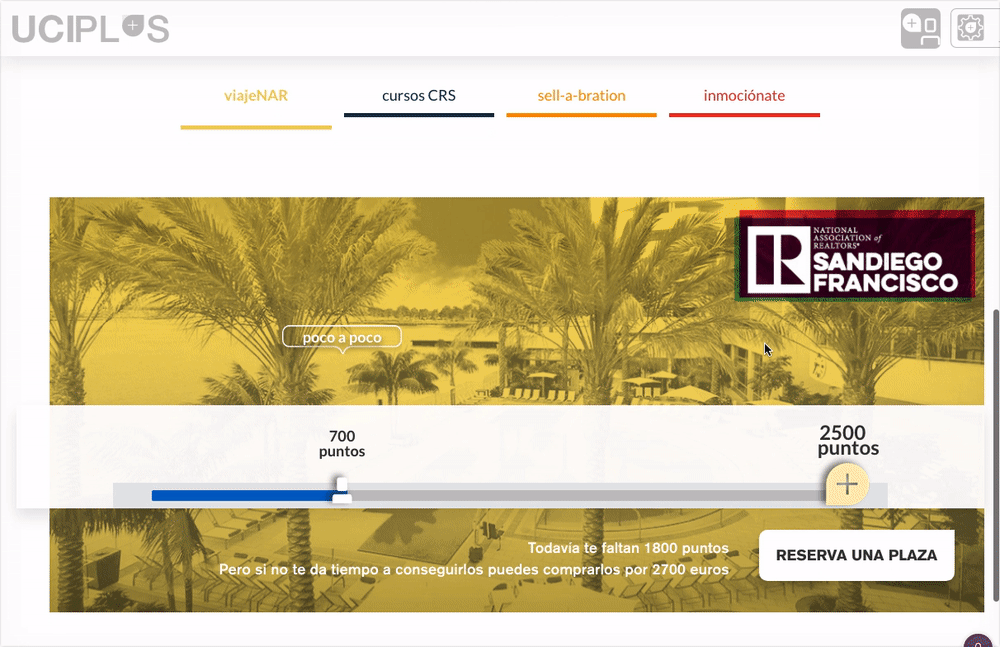 UCIPLUS
viajeNAR
cursos CRS
sell-a-bration
inmociónate
NATIONAL
ASSOCIATION of
REALTORS®
SANDIEGO
FRANCISCO
poco a poco
700
puntos
2500
puntos
Todavía te faltan 1800 puntos
Pero si no te da tiempo a conseguirlos puedes comprarlos por 2700 euros
RESERVA UNA PLAZA